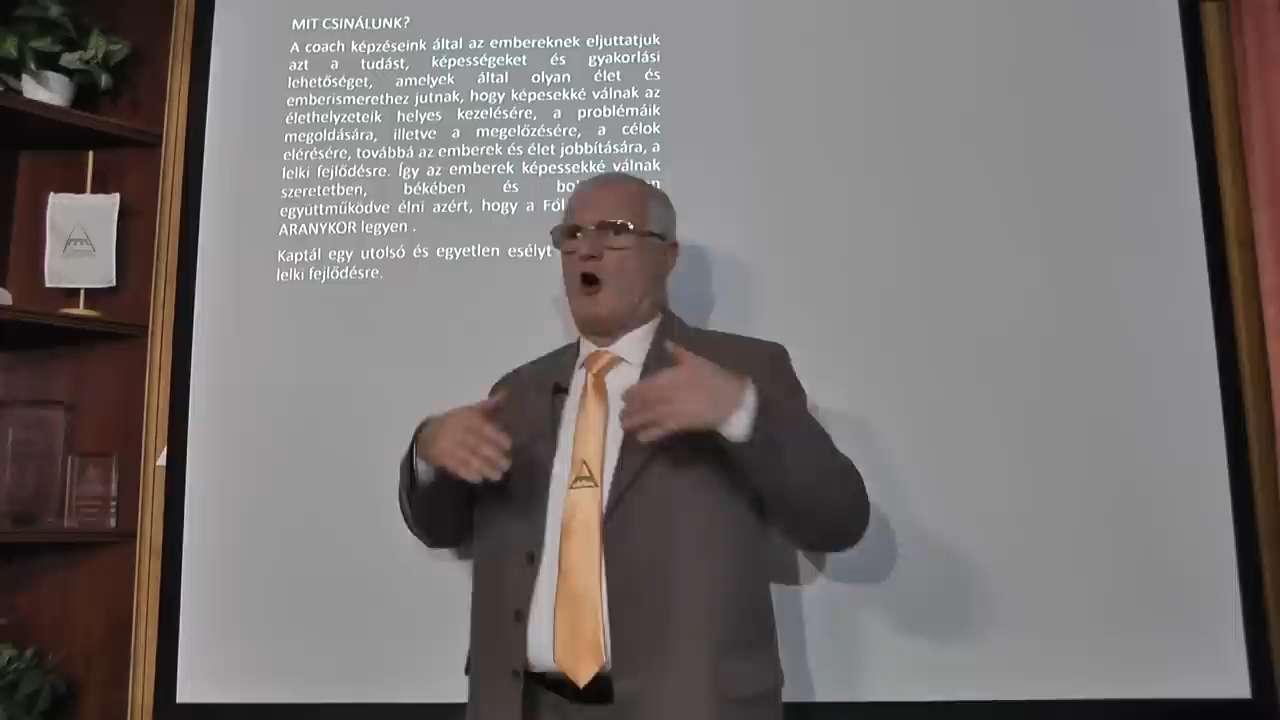 MIT CSINÁLUNK?
A coach képzéseink által az embereknek eljuttatjuk
azt a tudást, képességeket és gyakorlási
lehetőséget, amelyek által olyan élet és
emberismerethez jutnak, hogy képesekké válnak az
élethelyzeteik helyes kezelésére, a problémáik
megoldására, illetve a megelőzésére, a célok
elérésére, továbbá az emberek és élet jobbítására, a
lelki fejlődésre. Így az emberek képessekké válnak
szeretetben, békében és
együttműködve élni azért, hogy a
ARANYKOR legyen .
Kaptál egy utolsó és egyetlen esélyt
lelki fejlődésre.